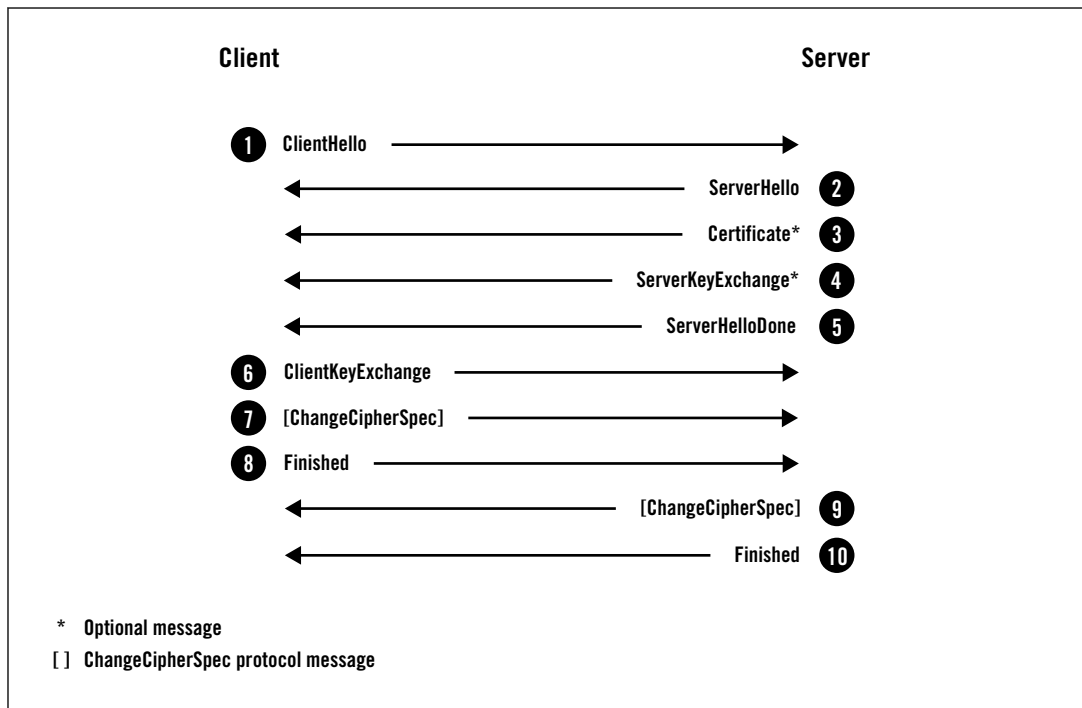 Client Server
1 ClientHello
ServerHello 2
Certificate* 3
ServerKeyExchange* 4
ServerHelloDone 5
6 ClientKeyExchange
7 [ChangeCipherSpec]
8 Finished
[ChangeCipherSpec] 9
Finished 10
* Optional message
[ ] ChangeCipherSpec protocol message